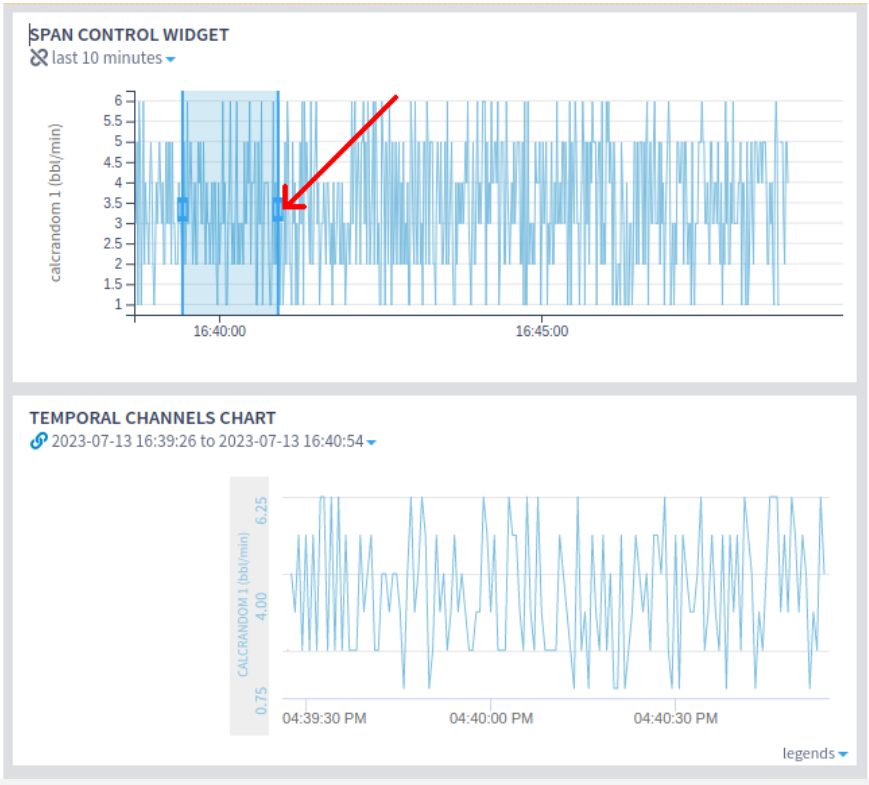 SPAN CONTROL WIDGET
last 10 minutes
calcrandom 1 (bbl/min)
6
5.5
5
4.5
4
3.5
3
2.5
2
1.5
1
16:40:00 16:45:00
TEMPORAL CHANNELS CHART
2023-07-13 16:39:26 to 2023-07-13 16:40:54
CALCRANDOM 1 (bbl/min)
6.25
4.00
0.75
04:39:30 PM 04:40:00 PM 04:40:30 PM
legends